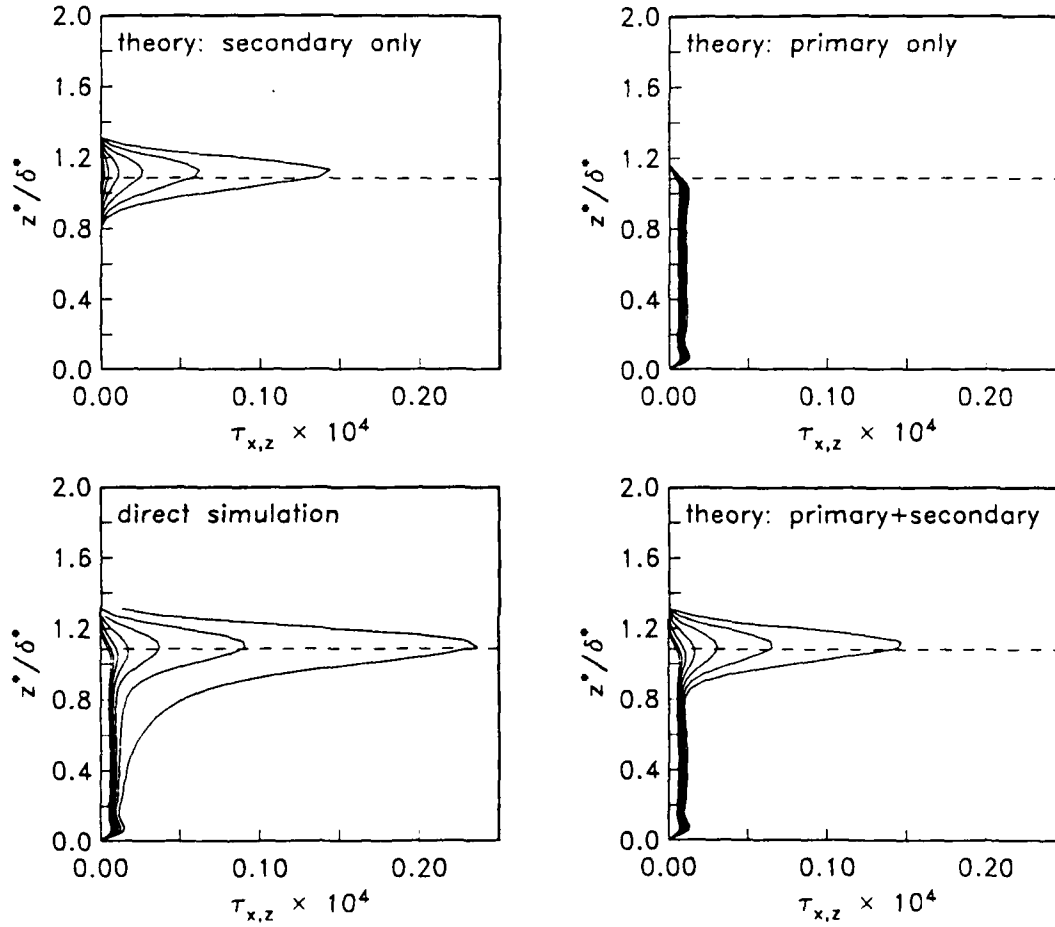 theory: secondary only
2.0
1.6
1.2
0.8
0.4
0.0
z*/δ*
0.00 0.10 0.20
τx,z × 10⁴
theory: primary only
2.0
1.6
1.2
0.8
0.4
0.0
z*/δ*
0.00 0.10 0.20
τx,z × 10⁴
direct simulation
2.0
1.6
1.2
0.8
0.4
0.0
z*/δ*
0.00 0.10 0.20
τx,z × 10⁴
theory: primary+secondary
2.0
1.6
1.2
0.8
0.4
0.0
z*/δ*
0.00 0.10 0.20
τx,z × 10⁴